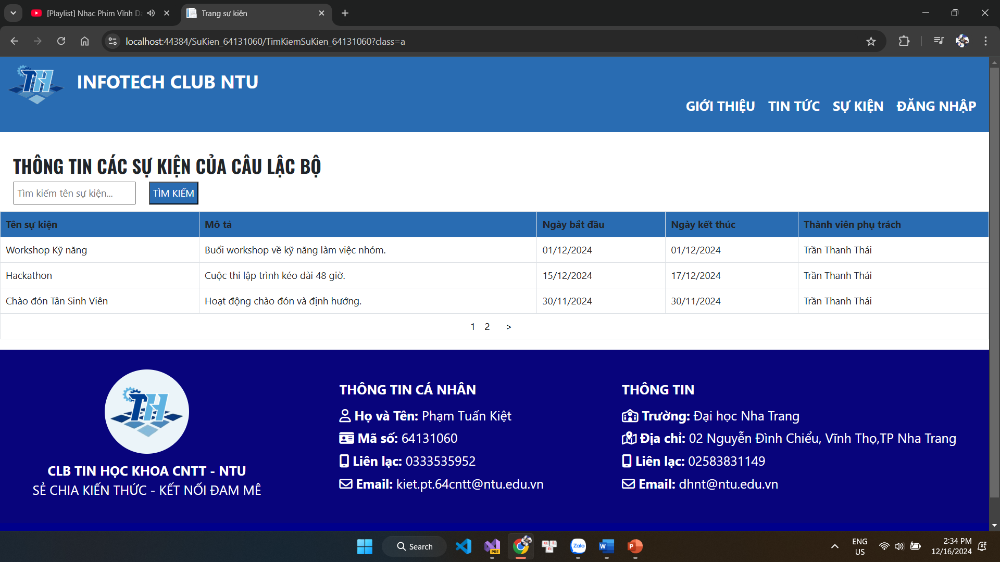 [Playlist] Nhạc Phim Vĩnh Dạ
Trang sự kiện
localhost:44384/SuKien_64131060/TimKiemSuKien_64131060?class=a
TH
INFOTECH CLUB NTU
GIỚI THIỆU TIN TỨC SỰ KIỆN ĐĂNG NHẬP
THÔNG TIN CÁC SỰ KIỆN CỦA CÂU LẬC BỘ
Tìm kiếm tên sự kiện... TÌM KIẾM
Tên sự kiện Mô tả Ngày bắt đầu Ngày kết thúc Thành viên phụ trách
Workshop Kỹ năng Buổi workshop về kỹ năng làm việc nhóm. 01/12/2024 01/12/2024 Trần Thanh Thái
Hackathon Cuộc thi lập trình kéo dài 48 giờ. 15/12/2024 17/12/2024 Trần Thanh Thái
Chào đón Tân Sinh Viên Hoạt động chào đón và định hướng. 30/11/2024 30/11/2024 Trần Thanh Thái
1 2 >
TH
CLB TIN HỌC KHOA CNTT - NTU
SẺ CHIA KIẾN THỨC - KẾT NỐI ĐAM MÊ
THÔNG TIN CÁ NHÂN
Họ và Tên: Phạm Tuấn Kiệt
Mã số: 64131060
Liên lạc: 0333535952
Email: kiet.pt.64cntt@ntu.edu.vn
THÔNG TIN
Trường: Đại học Nha Trang
Địa chỉ: 02 Nguyễn Đình Chiểu, Vĩnh Thọ,TP Nha Trang
Liên lạc: 02583831149
Email: dhnt@ntu.edu.vn
Search
PRE
Zalo
W
P
ENG
US
2:34 PM
12/16/2024